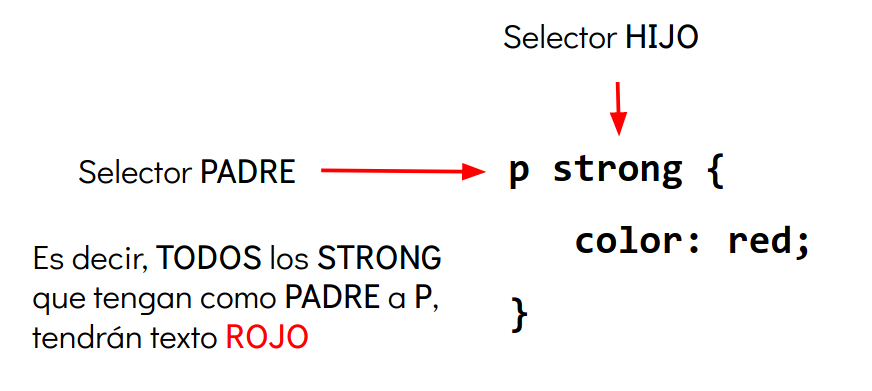 Selector HIJO
Selector PADRE
p strong {
color: red;
}
Es decir, TODOS los STRONG
que tengan como PADRE a P,
tendrán texto ROJO